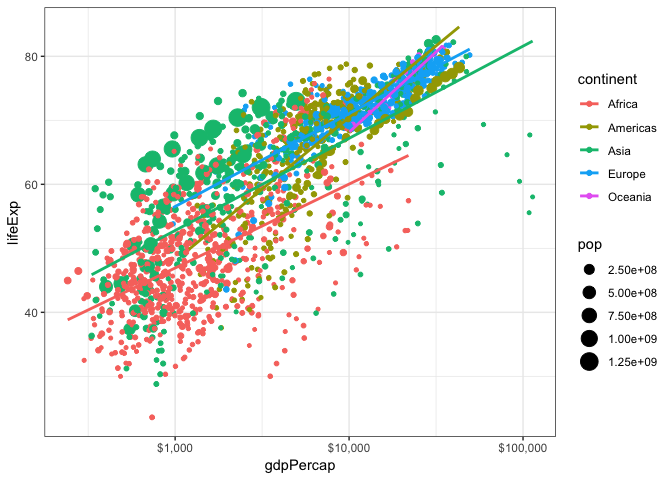 80
60
40
lifeExp
$1,000
$10,000
$100,000
gdpPercap
continent
Africa
Americas
Asia
Europe
Oceania
pop
2.50e+08
5.00e+08
7.50e+08
1.00e+09
1.25e+09